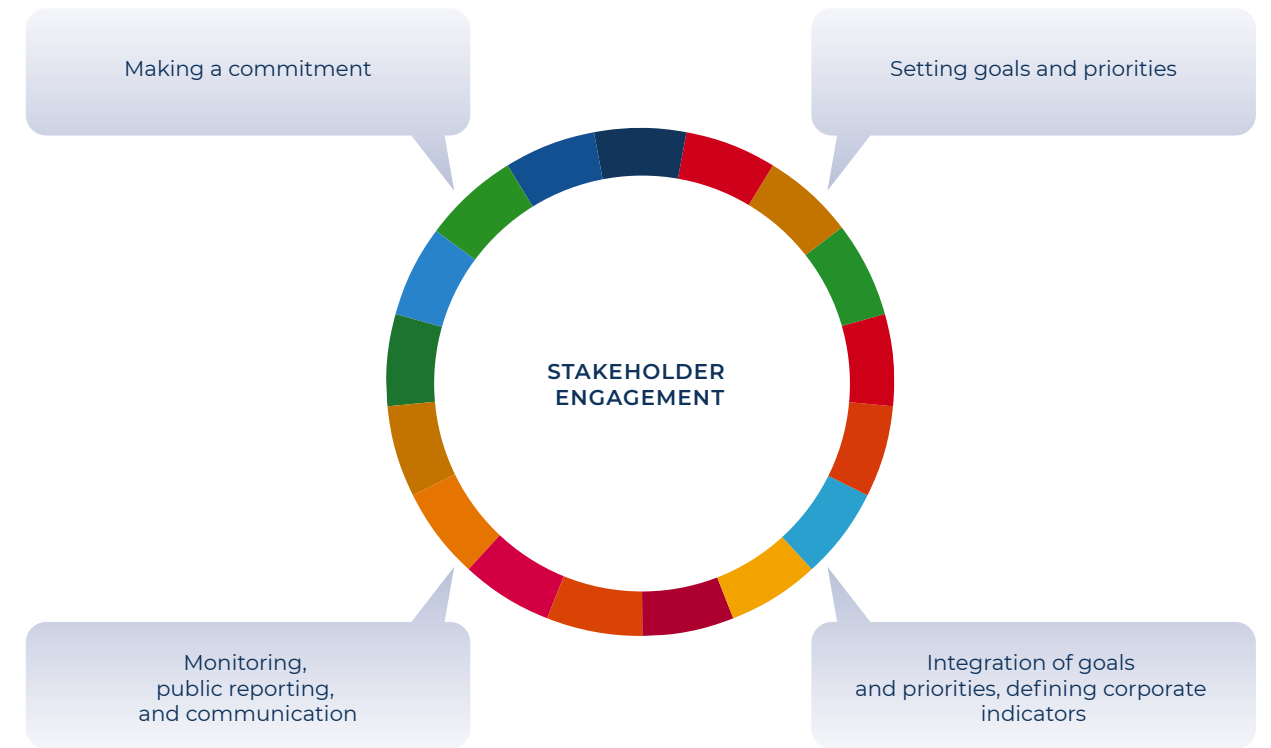 Making a commitment
Setting goals and priorities
STAKEHOLDER
ENGAGEMENT
Monitoring,
public reporting,
and communication
Integration of goals
and priorities, defining corporate
indicators